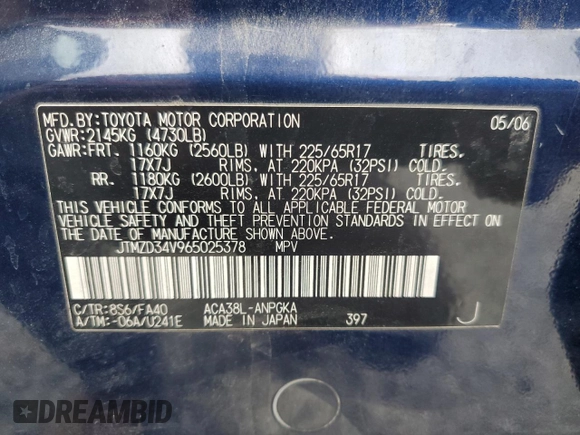 MFD.BY:TOYOTA MOTOR CORPORATION 05/06
GVWR:2145KG (4730LB)
GAWR:FRT. 1160KG (2560LB) WITH 225/65R17 TIRES,
17X7J RIMS, AT 220KPA (32PSI) COLD.
RR. 1180KG (2600LB) WITH 225/65R17 TIRES,
17X7J RIMS, AT 220KPA (32PSI) COLD.
THIS VEHICLE CONFORMS TO ALL APPLICABLE FEDERAL MOTOR
VEHICLE SAFETY AND THEFT PREVENTION STANDARDS IN EFFECT ON
THE DATE OF MANUFACTURE SHOWN ABOVE.
JTMZD34V965025378 MPV
C/TR:8S6/FA40 ACA38L-ANPGKA
A/TM:-06A/U241E MADE IN JAPAN 397 J
DREAMBID